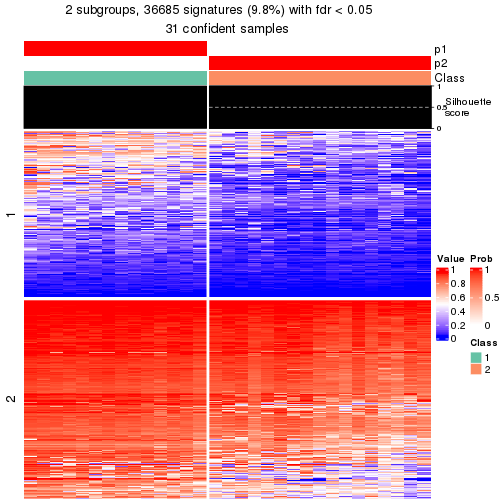 2 subgroups, 36685 signatures (9.8%) with fdr < 0.05
31 confident samples
p1
p2
Class
1
0.5
0
Silhouette
score
1
2
Value
1
0.8
0.6
0.4
0.2
0
Prob
1
0.5
0
Class
1
2